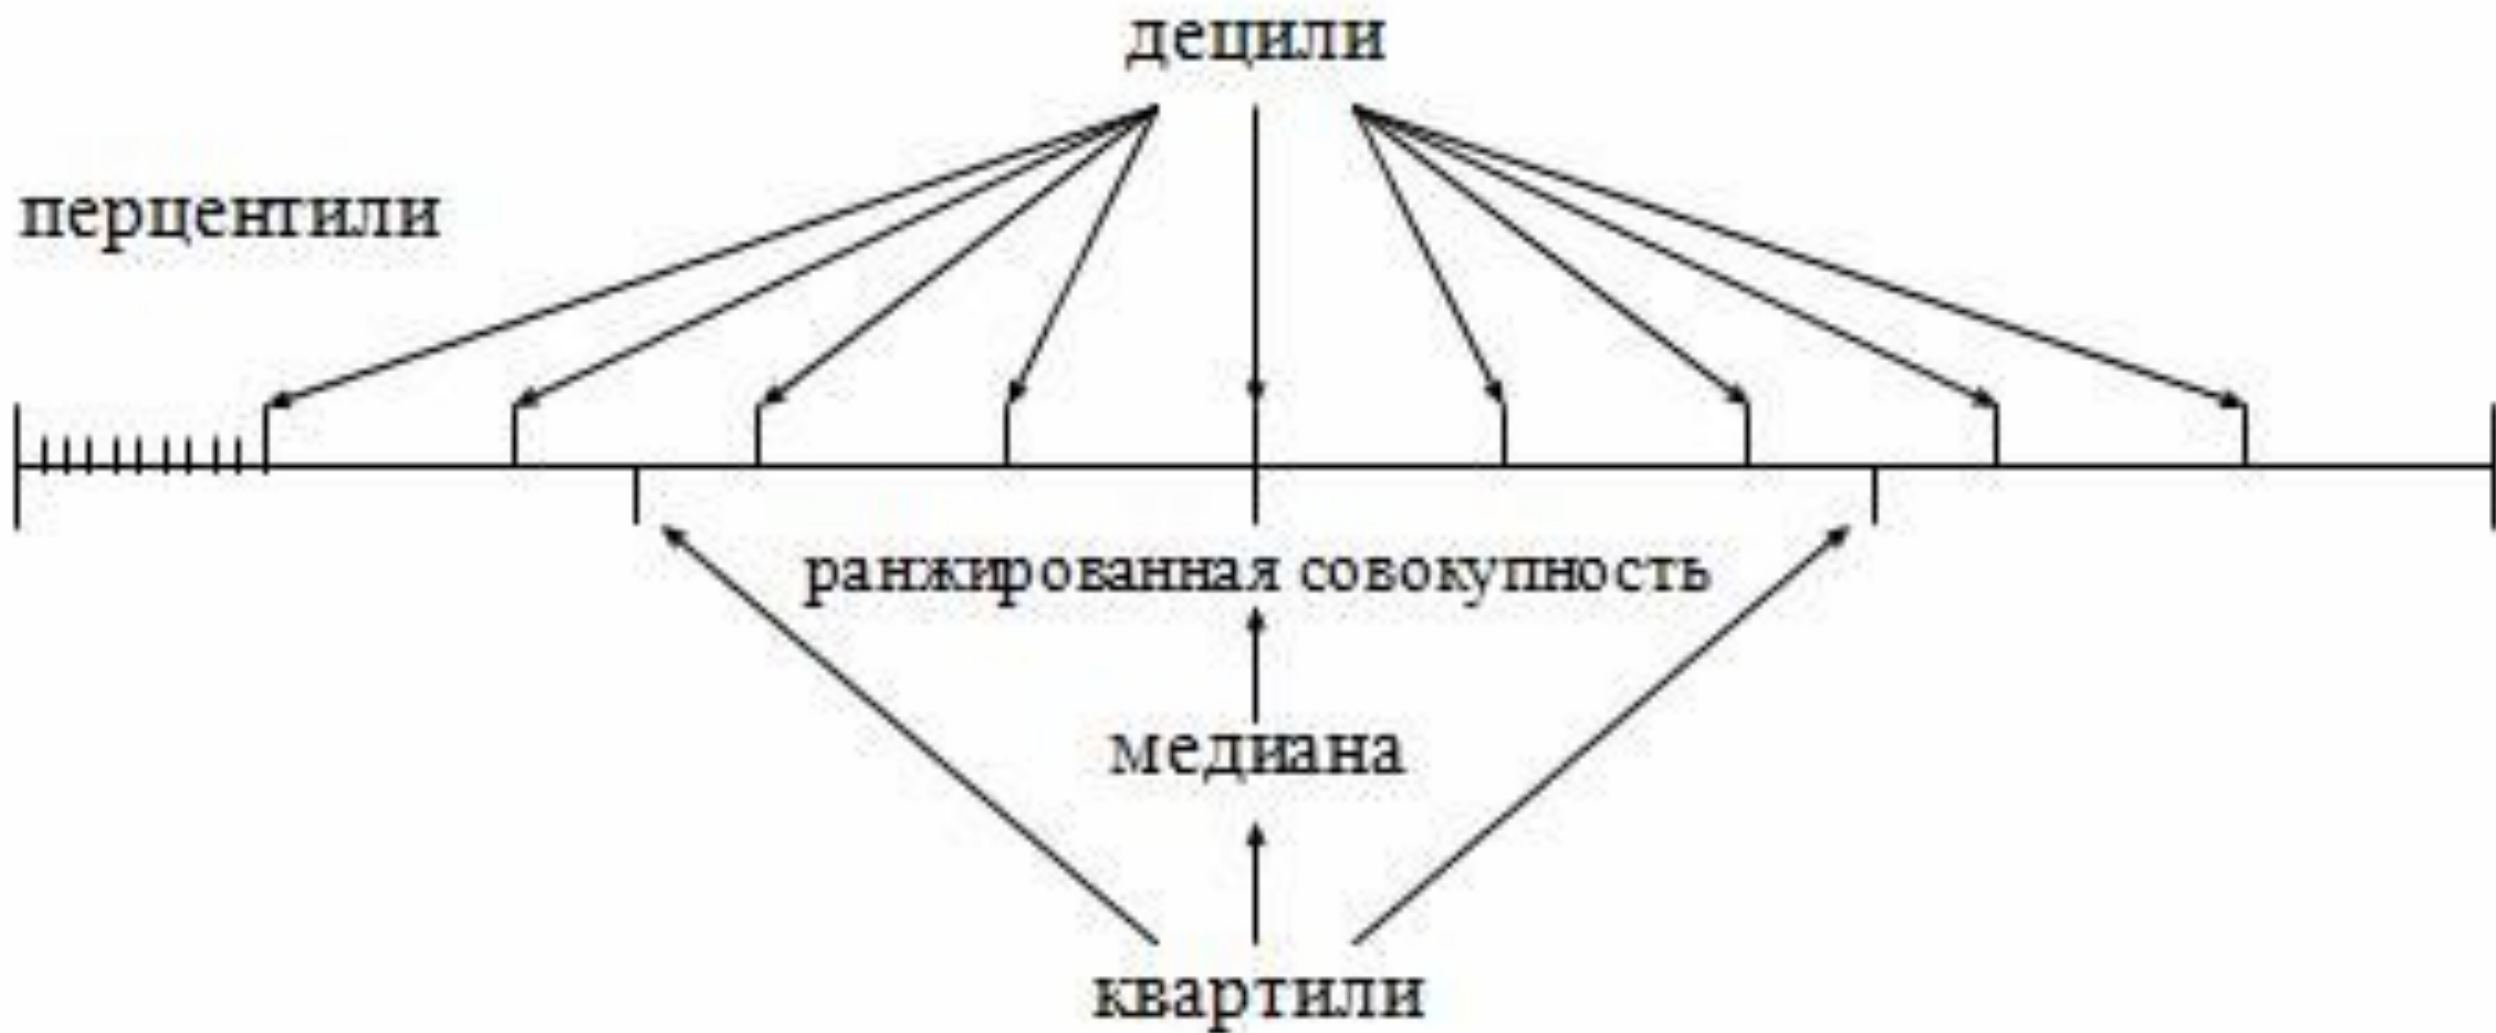 децили
перцентили
ранжированная совокупность
медиана
квартили